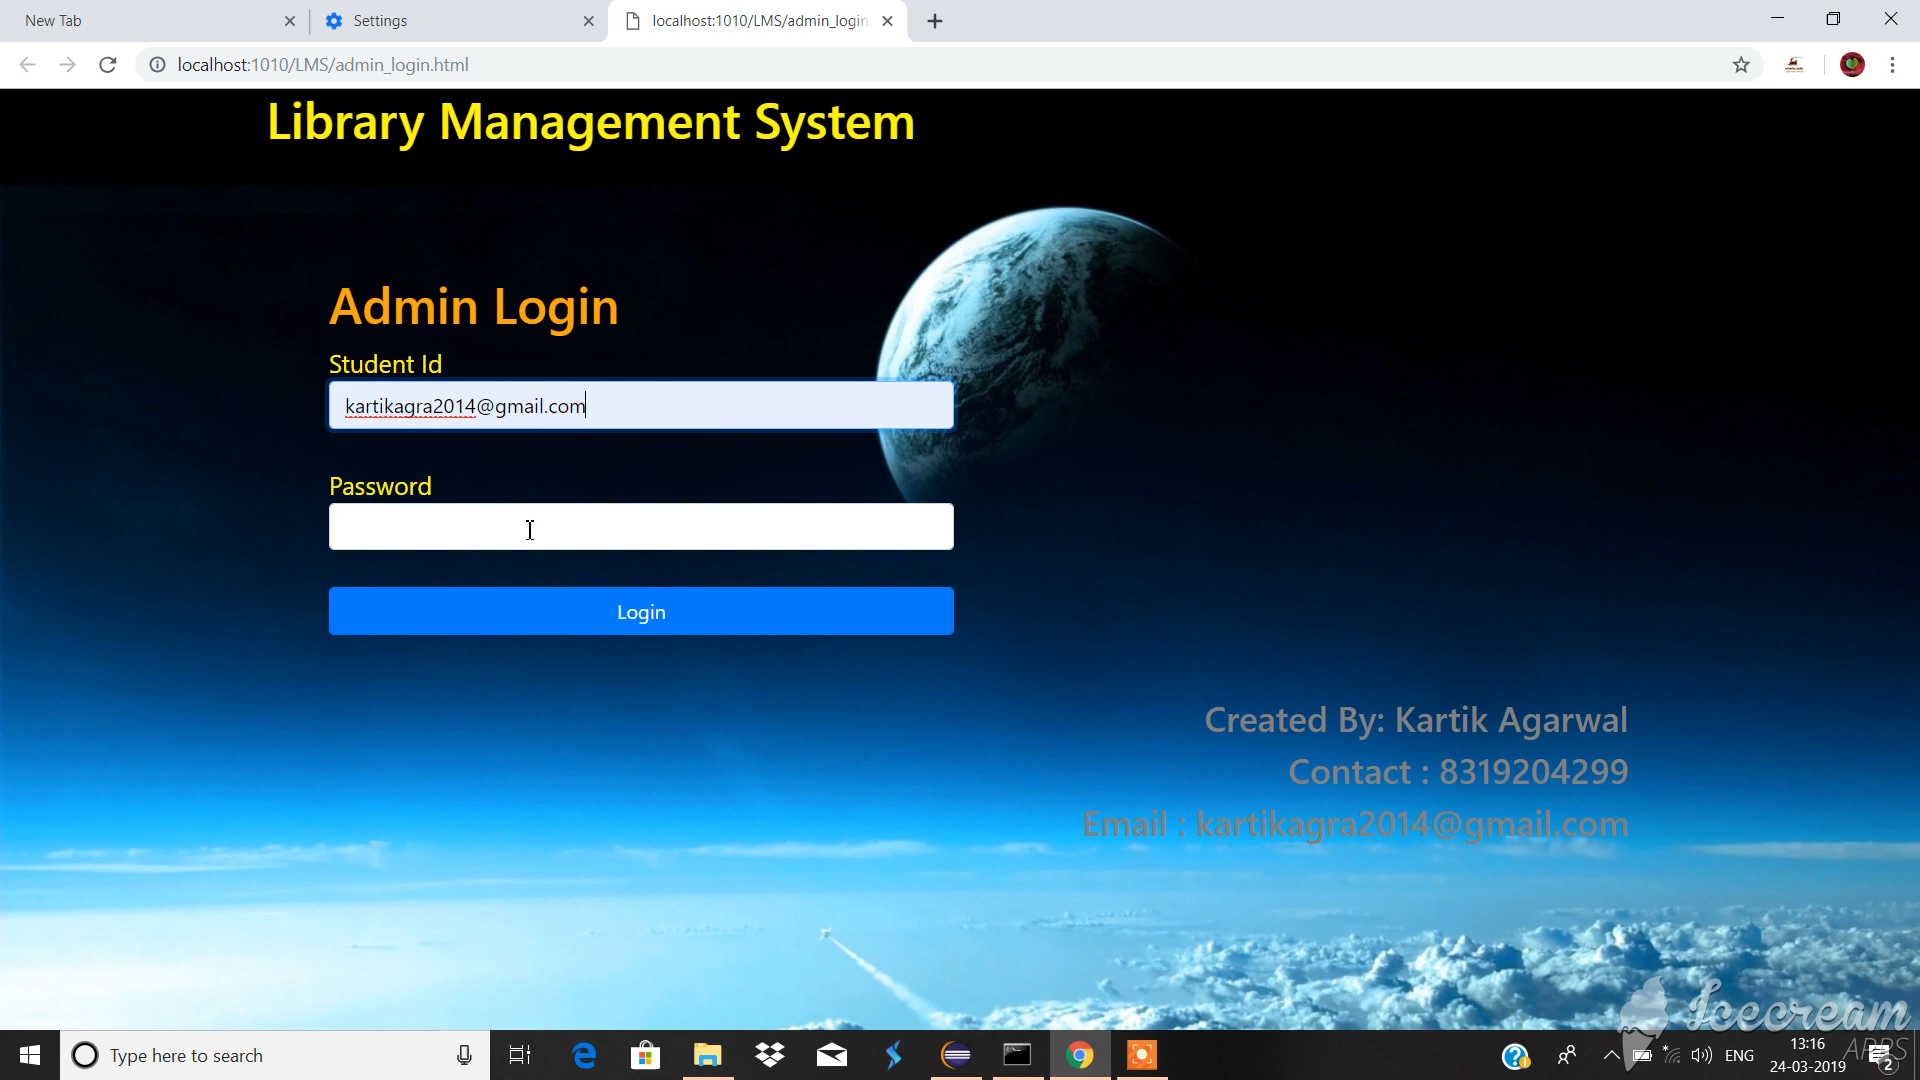 New Tab
Settings
localhost:1010/LMS/admin_login
localhost:1010/LMS/admin_login.html
Library Management System
Admin Login
Student Id
kartikagra2014@gmail.com
Password
Login
Created By: Kartik Agarwal
Contact : 8319204299
Email : kartikagra2014@gmail.com
Icecream
APPS
Type here to search
ENG
13:16
24-03-2019
2